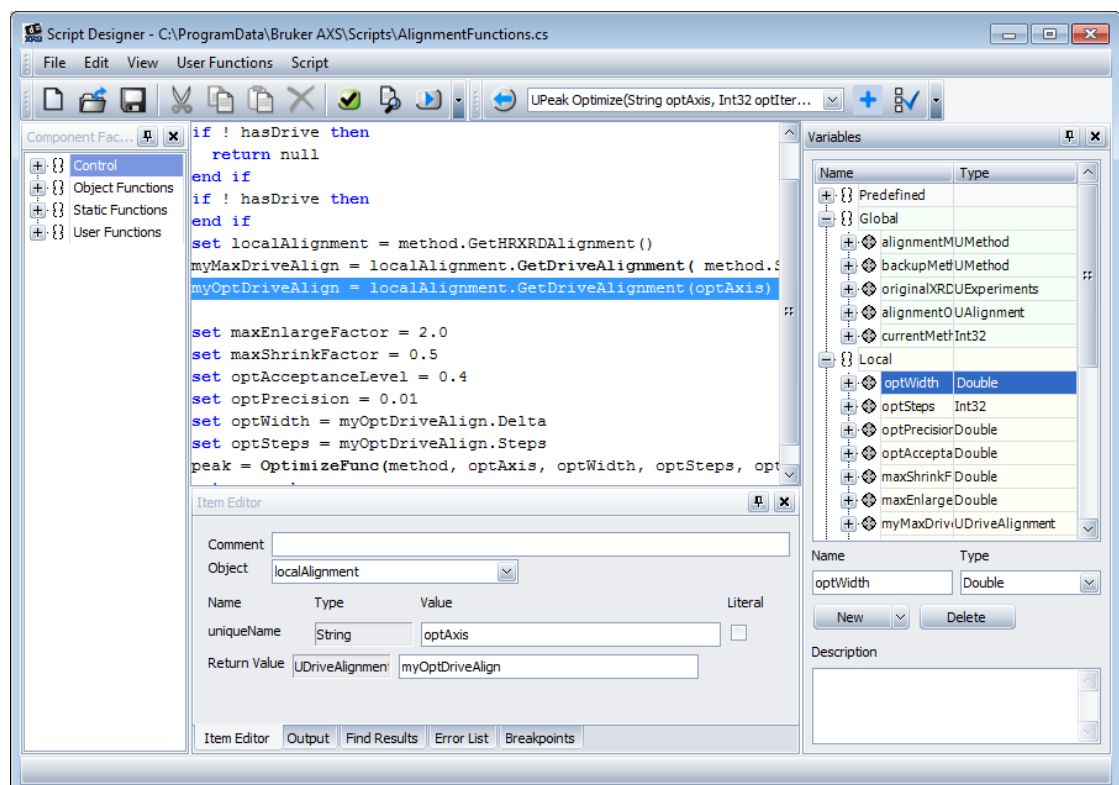 Script Designer - C:\ProgramData\Bruker AXS\Scripts\AlignmentFunctions.cs
File Edit View User Functions Script
UPeak Optimize(String optAxis, Int32 optIter...
Component Fac...
Control
Object Functions
Static Functions
User Functions
if ! hasDrive then
return null
end if
if ! hasDrive then
end if
set localAlignment = method.GetHRXRDAlignment()
myMaxDriveAlign = localAlignment.GetDriveAlignment( method.S
myOptDriveAlign = localAlignment.GetDriveAlignment(optAxis)
set maxEnlargeFactor = 2.0
set maxShrinkFactor = 0.5
set optAcceptanceLevel = 0.4
set optPrecision = 0.01
set optWidth = myOptDriveAlign.Delta
set optSteps = myOptDriveAlign.Steps
peak = OptimizeFunc(method, optAxis, optWidth, optSteps, opt
Item Editor
Comment
Object localAlignment
Name Type Value Literal
uniqueName String optAxis
Return Value UDriveAlignment myOptDriveAlign
Item Editor Output Find Results Error List Breakpoints
Variables
Name Type
Predefined
Global
alignmentM UMethod
backupMeth UMethod
originalXRD UExperiments
alignmentO UAlignment
currentMeth Int32
Local
optWidth Double
optSteps Int32
optPrecision Double
optAccepta Double
maxShrinkF Double
maxEnlarge Double
myMaxDriv UDriveAlignment
Name Type
optWidth Double
New Delete
Description